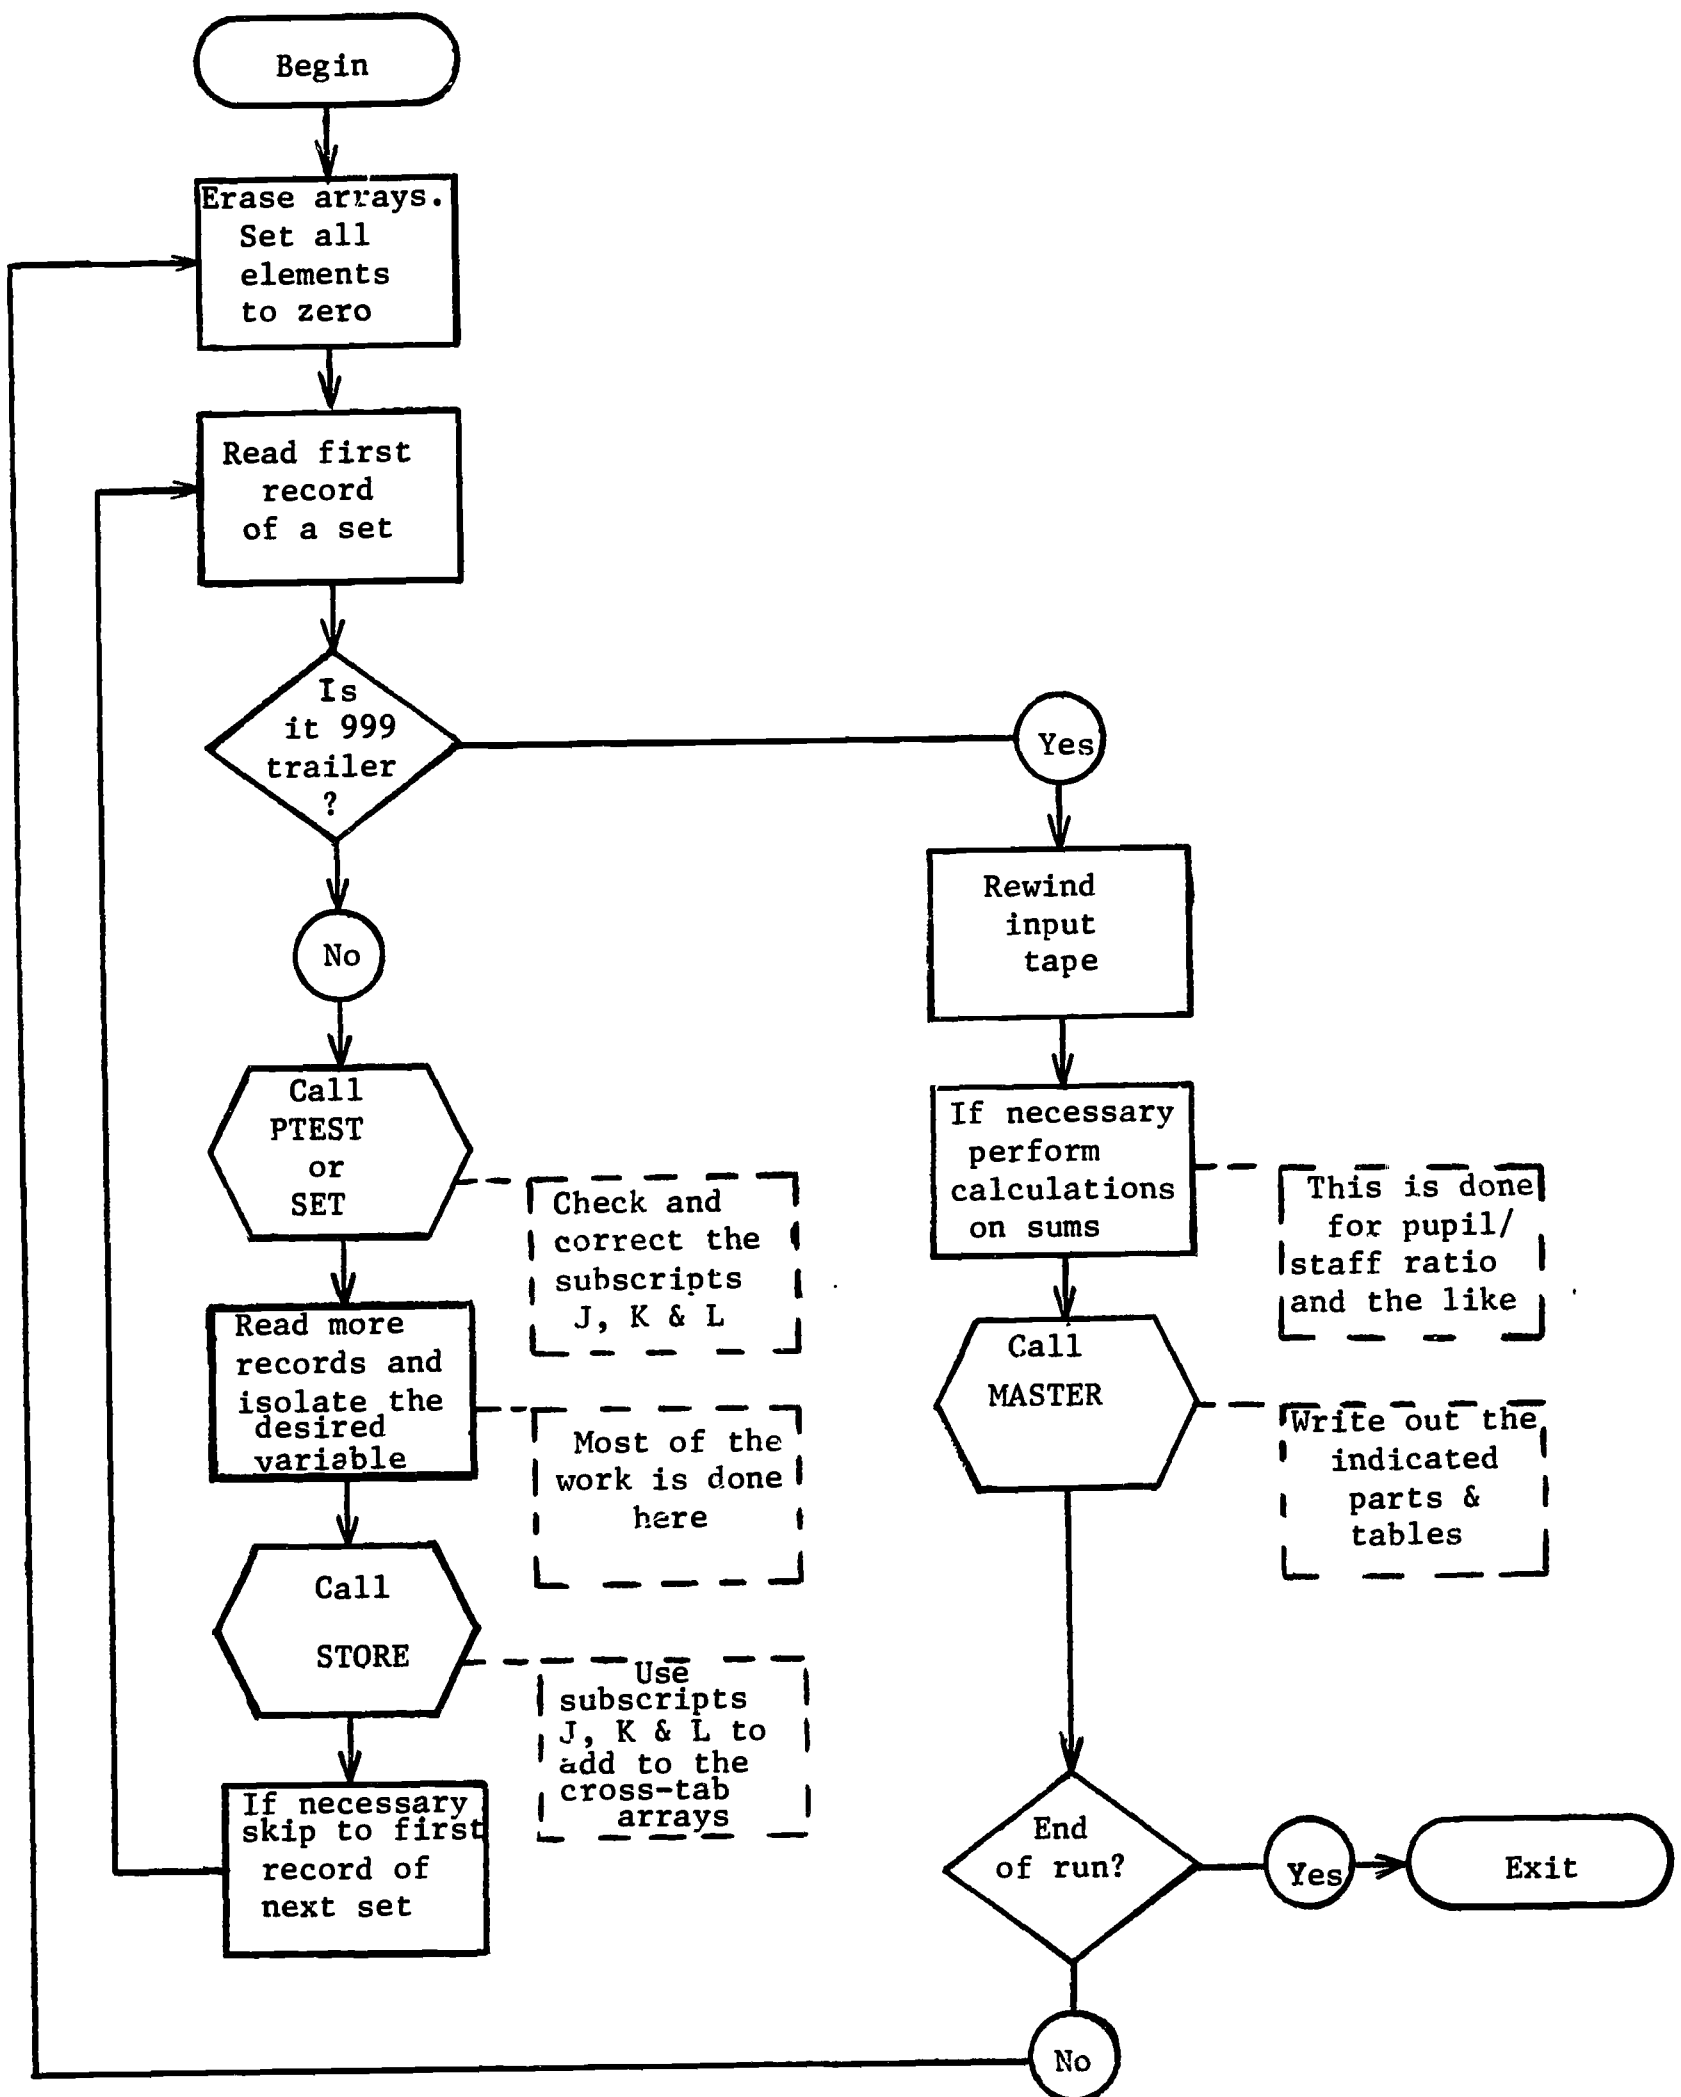 Begin
Erase arrays.
Set all
elements
to zero
Read first
record
of a set
Is
it 999
trailer
?
Yes
No
Call
PTEST
or
SET
Check and
correct the
subscripts
J, K & L
Read more
records and
isolate the
desired
variable
Most of the
work is done
here
Call
STORE
Use
subscripts
J, K & L to
add to the
cross-tab
arrays
If necessary
skip to first
record of
next set
Rewind
input
tape
If necessary
perform
calculations
on sums
This is done
for pupil/
staff ratio
and the like
Call
MASTER
Write out the
indicated
parts &
tables
End
of run?
Yes
Exit
No